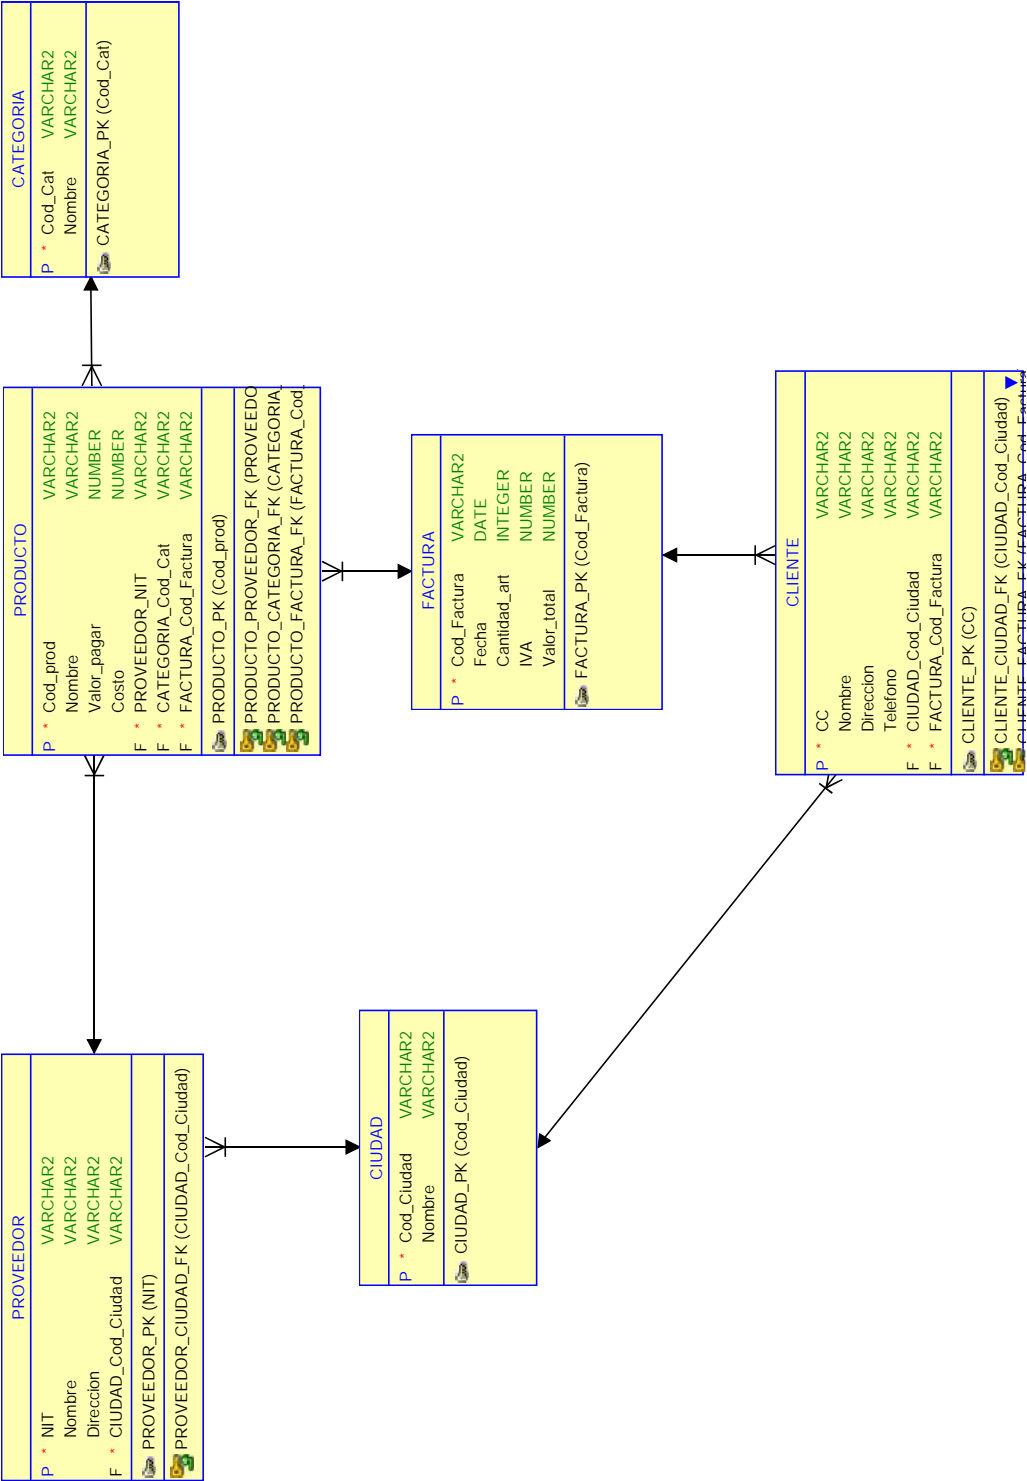 CATEGORIA
P * Cod_Cat VARCHAR2
Nombre VARCHAR2
CATEGORIA_PK (Cod_Cat)
PRODUCTO
P * Cod_prod VARCHAR2
Nombre VARCHAR2
Valor_pagar NUMBER
Costo NUMBER
F * PROVEEDOR_NIT VARCHAR2
F * CATEGORIA_Cod_Cat VARCHAR2
F * FACTURA_Cod_Factura VARCHAR2
PRODUCTO_PK (Cod_prod)
PRODUCTO_PROVEEDOR_FK (PROVEEDO
PRODUCTO_CATEGORIA_FK (CATEGORIA_
PRODUCTO_FACTURA_FK (FACTURA_Cod_
FACTURA
P * Cod_Factura VARCHAR2
Fecha DATE
Cantidad_art INTEGER
IVA NUMBER
Valor_total NUMBER
FACTURA_PK (Cod_Factura)
CLIENTE
P * CC VARCHAR2
Nombre VARCHAR2
Direccion VARCHAR2
Telefono VARCHAR2
F * CIUDAD_Cod_Ciudad VARCHAR2
F * FACTURA_Cod_Factura VARCHAR2
CLIENTE_PK (CC)
CLIENTE_CIUDAD_FK (CIUDAD_Cod_Ciudad)
CLIENTE_FACTURA_FK (FACTURA_Cod_Factura
PROVEEDOR
P * NIT VARCHAR2
Nombre VARCHAR2
Direccion VARCHAR2
F * CIUDAD_Cod_Ciudad VARCHAR2
PROVEEDOR_PK (NIT)
PROVEEDOR_CIUDAD_FK (CIUDAD_Cod_Ciudad)
CIUDAD
P * Cod_Ciudad VARCHAR2
Nombre VARCHAR2
CIUDAD_PK (Cod_Ciudad)